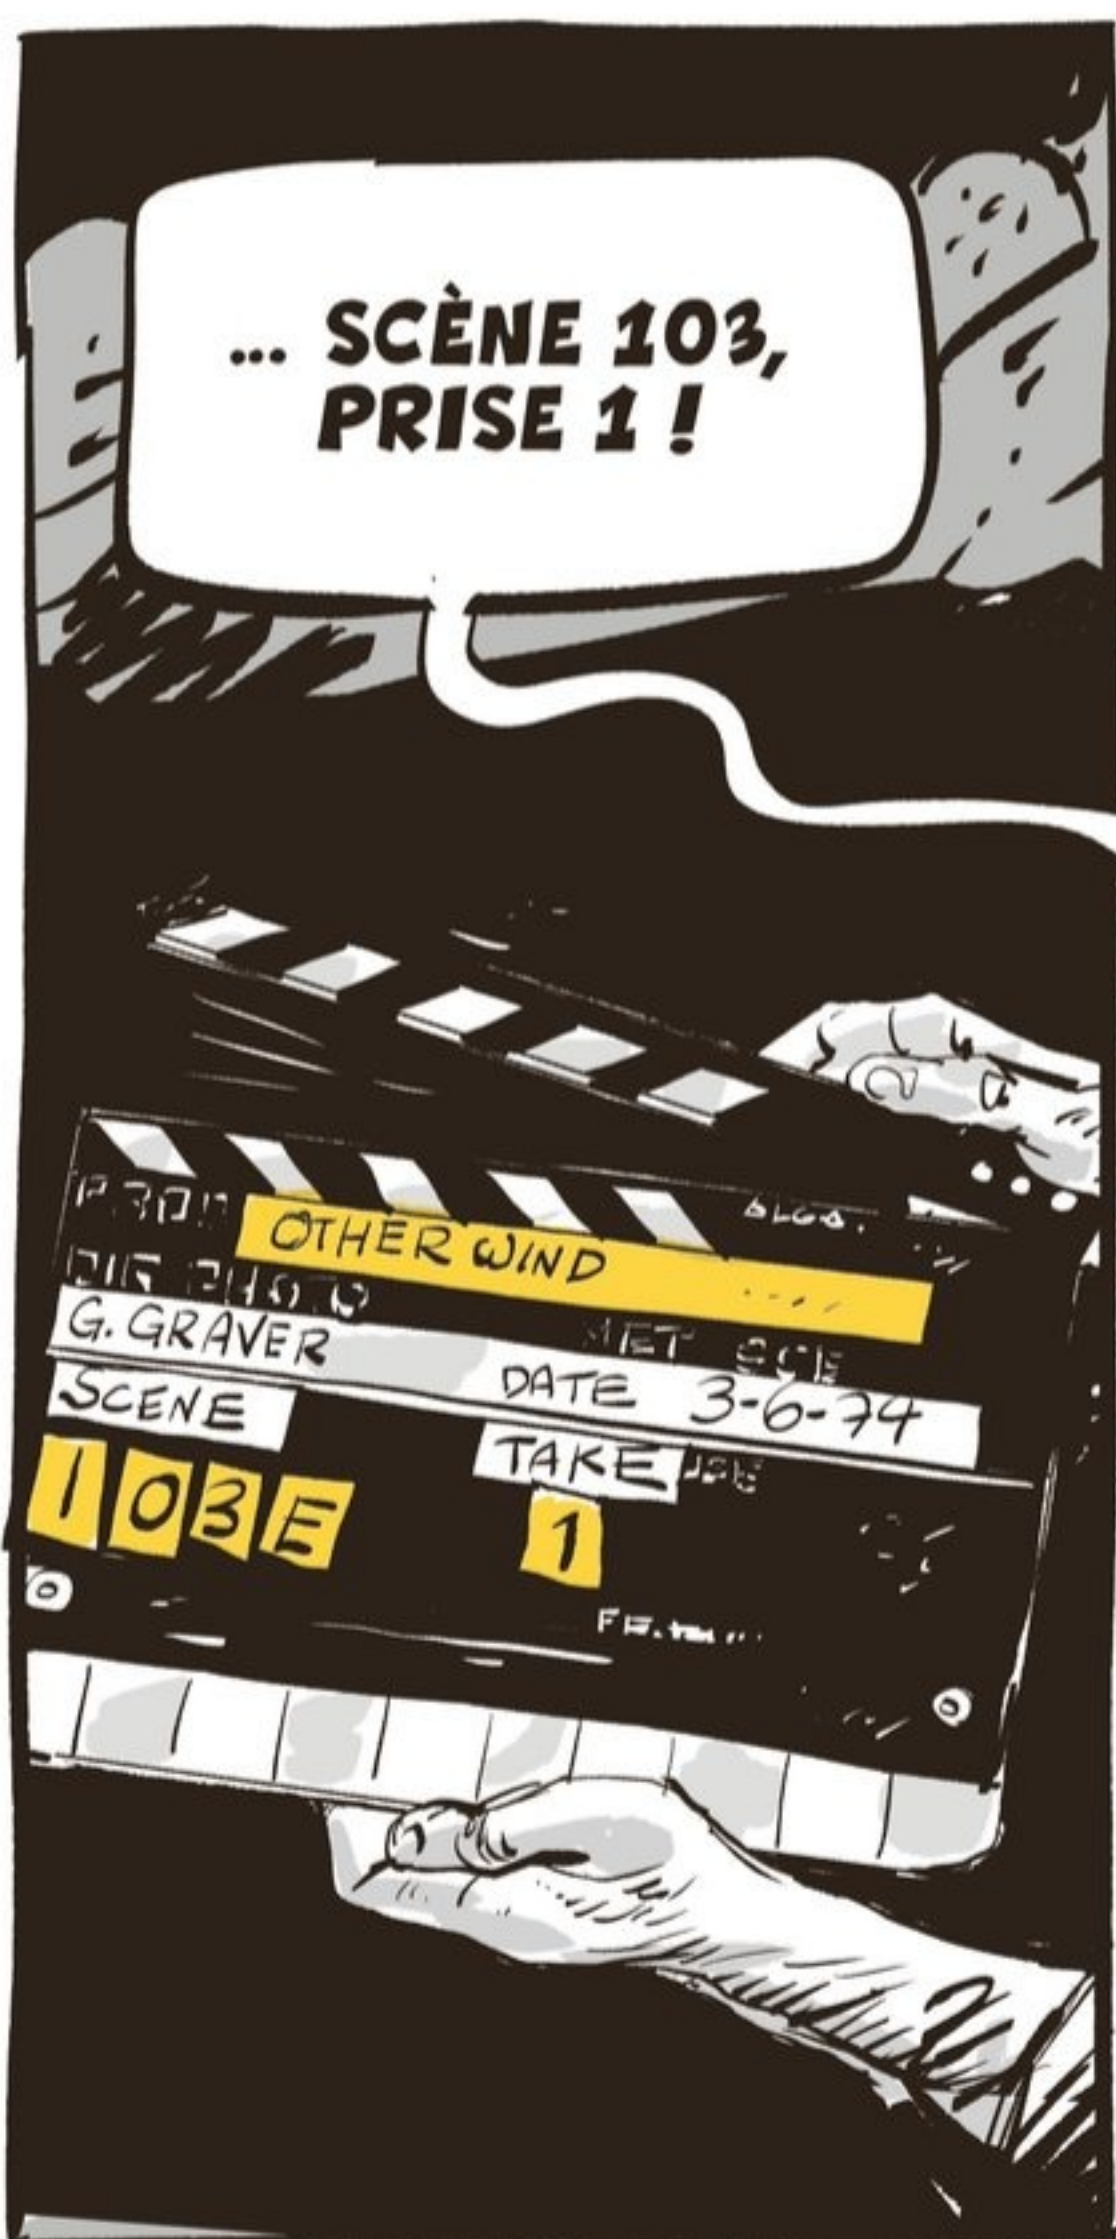 ... SCÈNE 103,
PRISE 1 !
OTHER WIND
G. GRAVER
DATE 3-6-74
SCENE
TAKE
103E
1